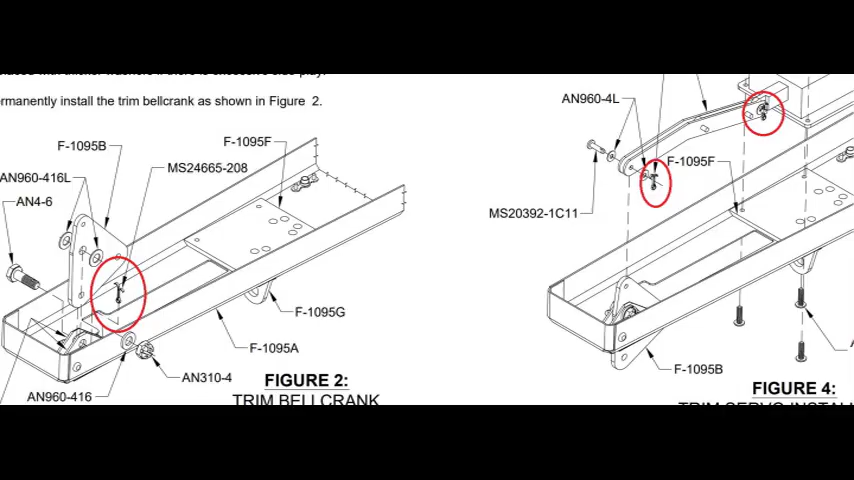 ermanently install the trim bellcrank as shown in Figure 2.
F-1095B
F-1095F
MS24665-208
AN960-416L
AN4-6
F-1095G
F-1095A
AN310-4
AN960-416
FIGURE 2:
TRIM BELLCRANK
AN960-4L
F-1095F
MS20392-1C11
F-1095B
FIGURE 4: